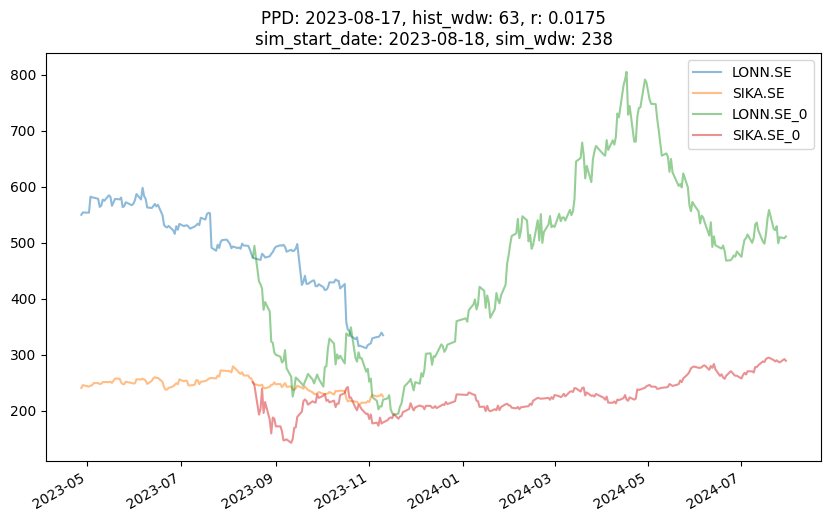 PPD: 2023-08-17, hist_wdw: 63, r: 0.0175
sim_start_date: 2023-08-18, sim_wdw: 238
LONN.SE
SIKA.SE
LONN.SE_0
SIKA.SE_0
800
700
600
500
400
300
200
2023-05
2023-07
2023-09
2023-11
2024-01
2024-03
2024-05
2024-07